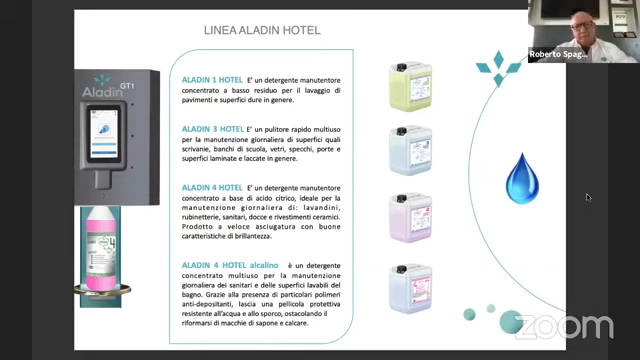 LINEA ALADIN HOTEL
Roberto Spag...
Aladin
GT1
ALADIN 1 HOTEL E' un detergente manutentore
concentrato a basso residuo per il lavaggio di
pavimenti e superfici dure in genere.
ALADIN 3 HOTEL E' un pulitore rapido multiuso
per la manutenzione giornaliera di superfici quali
scrivanie, banchi di scuola, vetri, specchi, porte e
superfici laminate e laccate in genere.
ALADIN 4 HOTEL E' un detergente manutentore
concentrato a base di acido citrico, ideale per la
manutenzione giornaliera di: lavandini,
rubinetterie, sanitari, docce e rivestimenti ceramici.
Prodotto a veloce asciugatura con buone
caratteristiche di brillantezza.
ALADIN 4 HOTEL alcalino è un detergente
concentrato multiuso per la manutenzione
giornaliera dei sanitari e delle superfici lavabili del
bagno. Grazie alla presenza di particolari polimeri
anti-depositanti, lascia una pellicola protettiva
resistente all'acqua e allo sporco, ostacolando il
riformarsi di macchie di sapone e calcare.
4
zoom